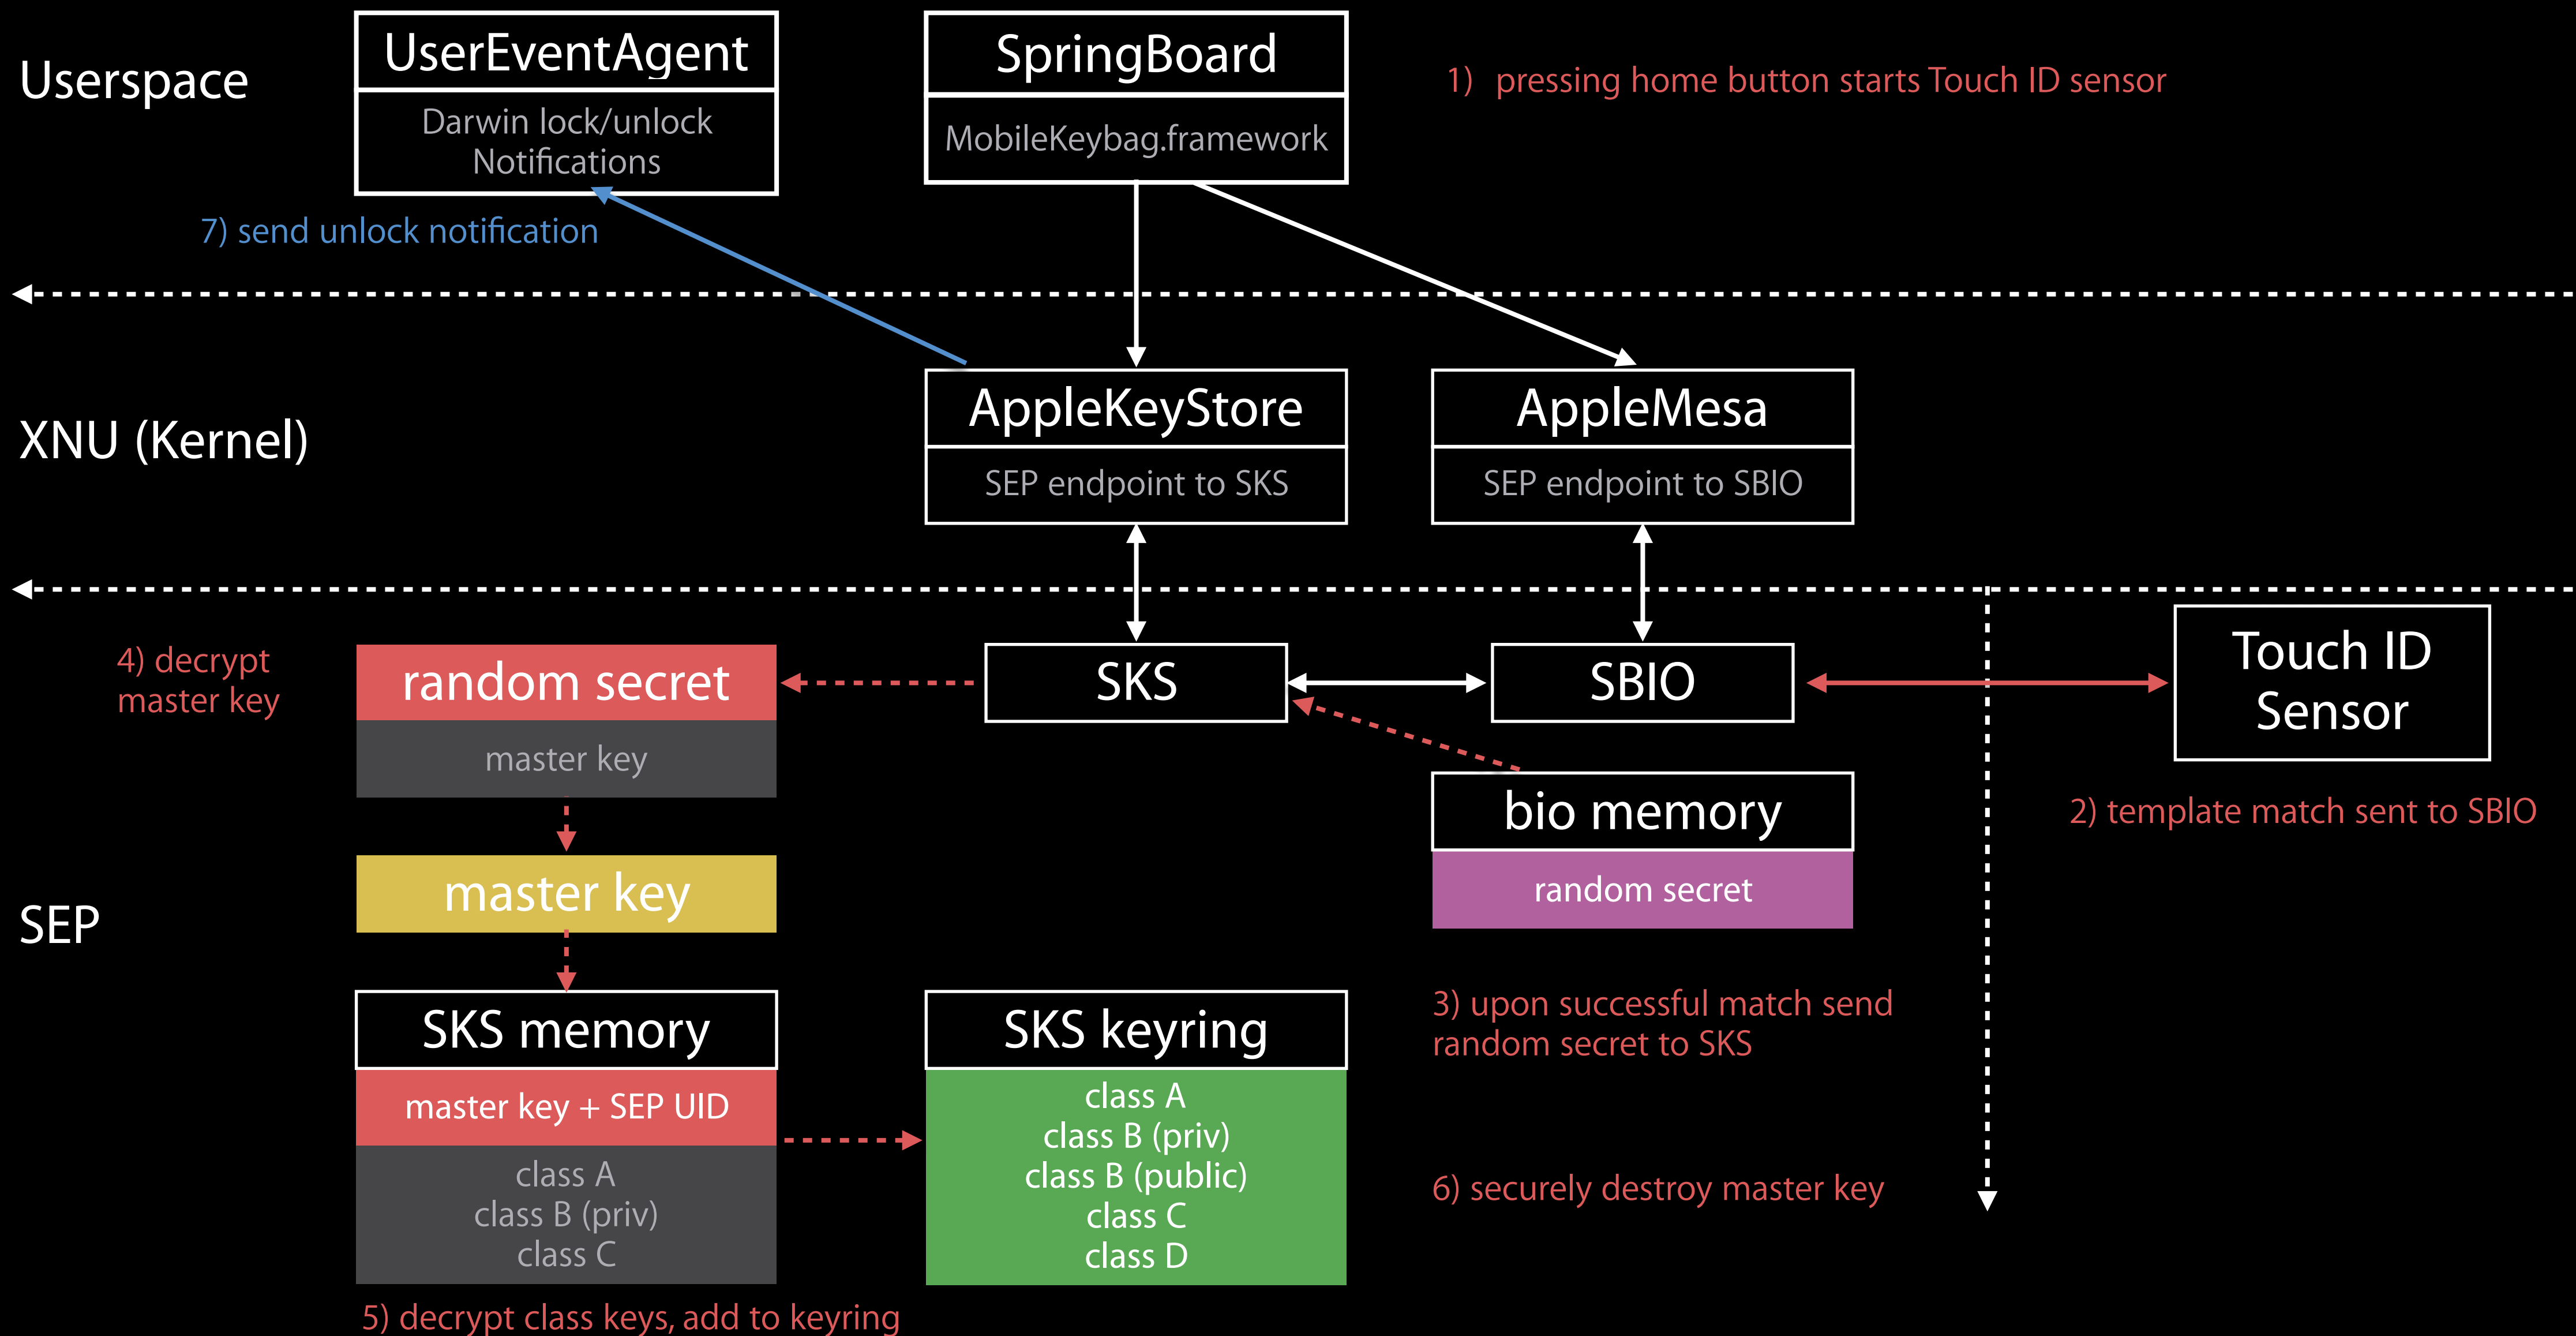 Userspace
UserEventAgent
Darwin lock/unlock
Notifications
SpringBoard
MobileKeybag.framework
1) pressing home button starts Touch ID sensor
7) send unlock notification
XNU (Kernel)
AppleKeyStore
SEP endpoint to SKS
AppleMesa
SEP endpoint to SBIO
SEP
4) decrypt
master key
random secret
master key
SKS
SBIO
Touch ID
Sensor
2) template match sent to SBIO
bio memory
random secret
master key
3) upon successful match send
random secret to SKS
SKS memory
master key + SEP UID
class A
class B (priv)
class C
SKS keyring
class A
class B (priv)
class B (public)
class C
class D
6) securely destroy master key
5) decrypt class keys, add to keyring